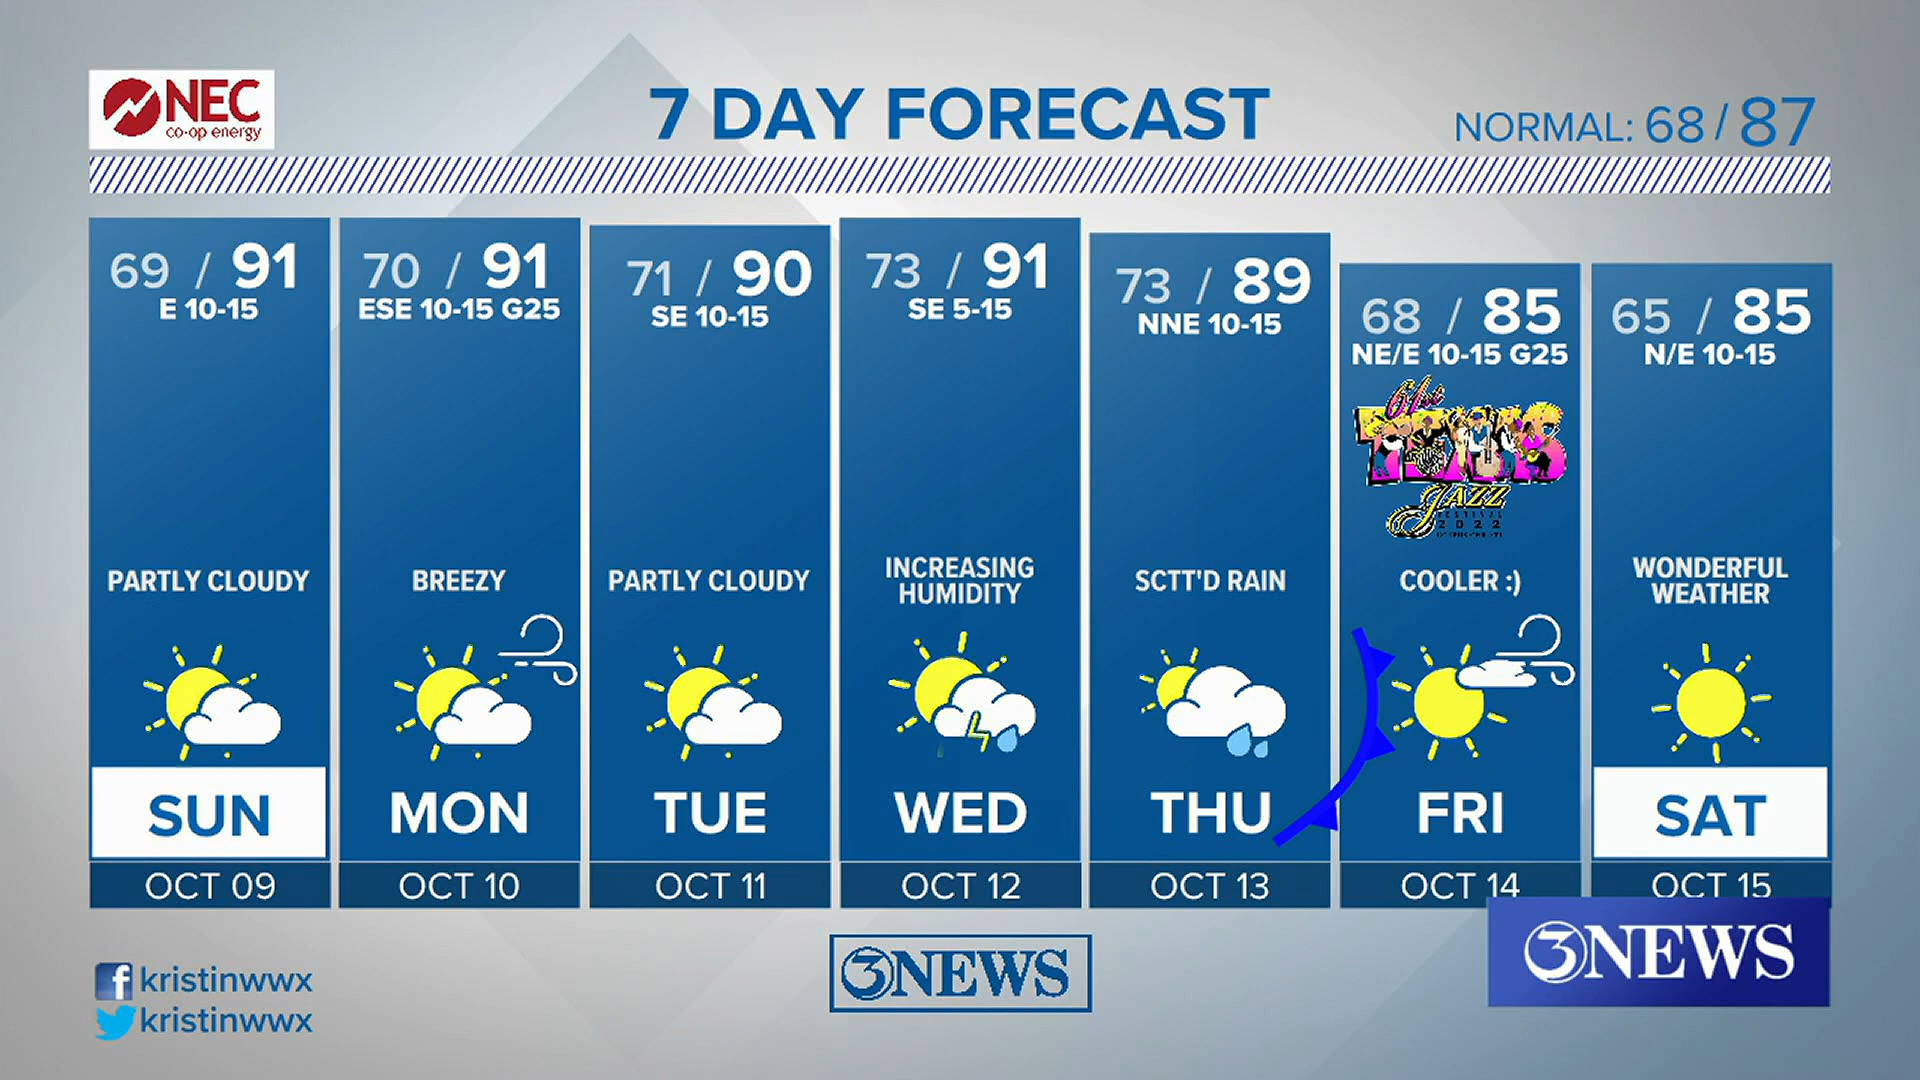 NEC
co-op energy
7 DAY FORECAST
NORMAL: 68 / 87
69 / 91
E 10-15
PARTLY CLOUDY
SUN
OCT 09
70 / 91
ESE 10-15 G25
BREEZY
MON
OCT 10
71 / 90
SE 10-15
PARTLY CLOUDY
TUE
OCT 11
73 / 91
SE 5-15
INCREASING
HUMIDITY
WED
OCT 12
73 / 89
NNE 10-15
SCTT'D RAIN
THU
OCT 13
68 / 85
NE/E 10-15 G25
61st
TEXAS
JAZZ
FESTIVAL
2022
COOLER :)
FRI
OCT 14
65 / 85
N/E 10-15
WONDERFUL
WEATHER
SAT
OCT 15
kristinwwx
kristinwwx
3NEWS
3NEWS